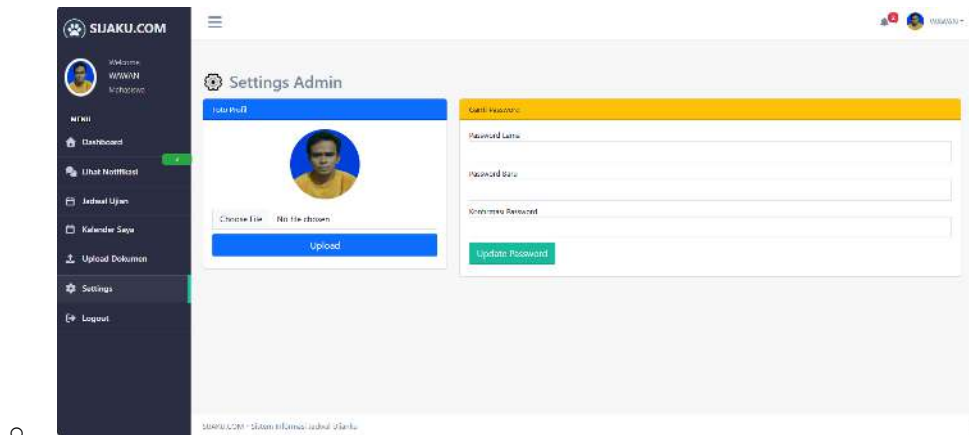 SIJAKU.COM
2
WAWAN
Welcome
WAWAN
Mahasiswa
MENU
Dashboard
Lihat Notifikasi
Jadwal Ujian
Kalender Saya
Upload Dokumen
Settings
Logout
Settings Admin
Foto Profil
Choose File No file chosen
Upload
Ganti Password
Password Lama
Password Baru
Konfirmasi Password
Update Password
SIJAKU.COM - Sistem Informasi Jadwal Ujianku